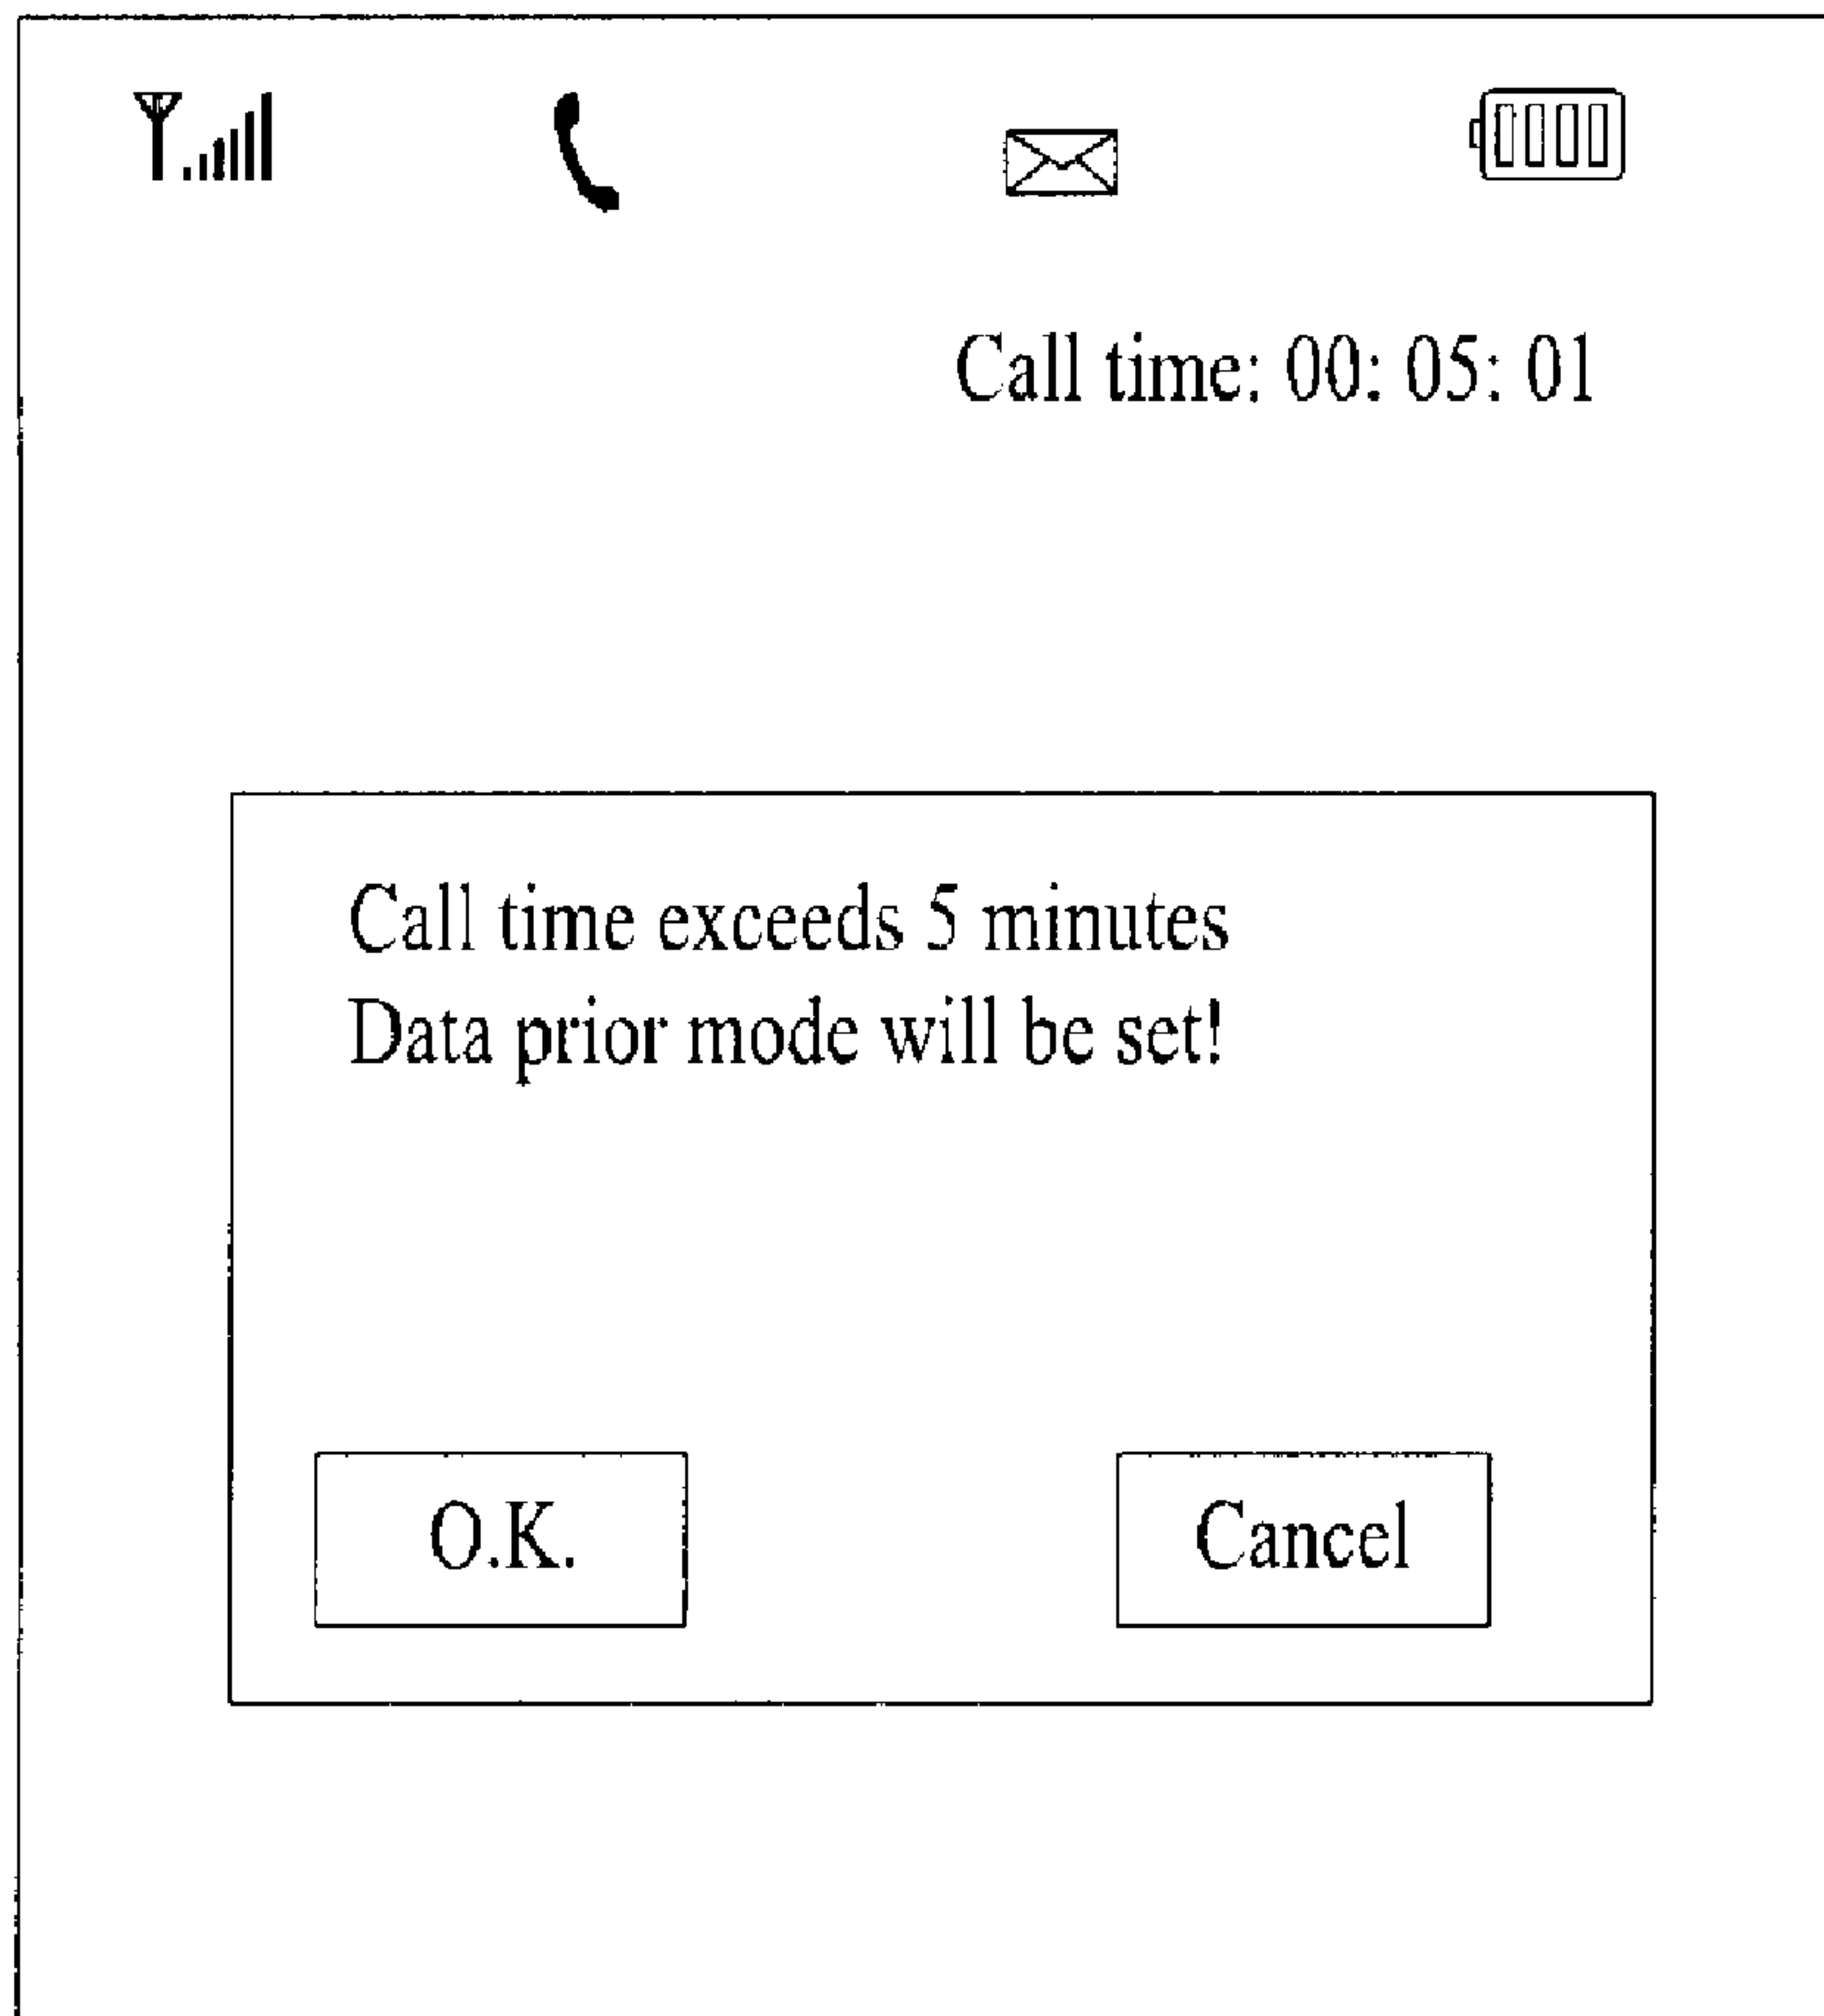 Call time: 00: 05: 01
Call time exceeds 5 minutes
Data prior mode will be set!
O.K.
Cancel